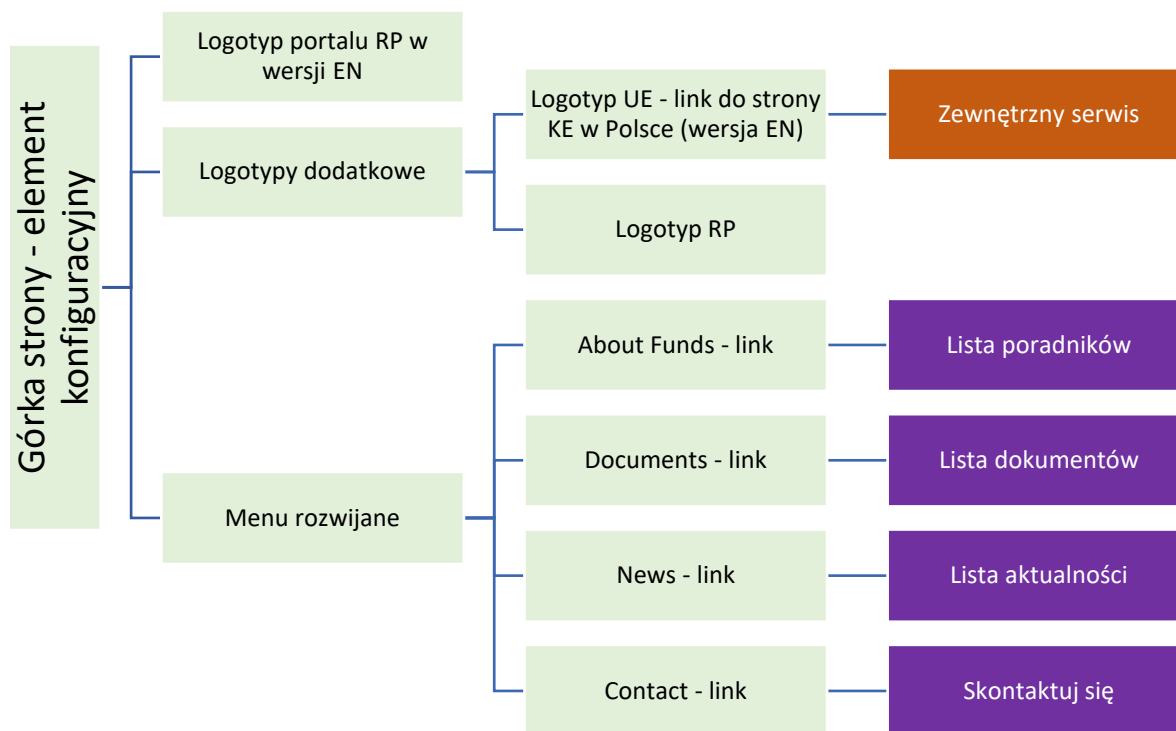 Górka strony - element
konfiguracyjny
Logotyp portalu RP w
wersji EN
Logotypy dodatkowe
Logotyp UE - link do strony
KE w Polsce (wersja EN)
Zewnętrzny serwis
Logotyp RP
Menu rozwijane
About Funds - link
Lista poradników
Documents - link
Lista dokumentów
News - link
Lista aktualności
Contact - link
Skontaktuj się